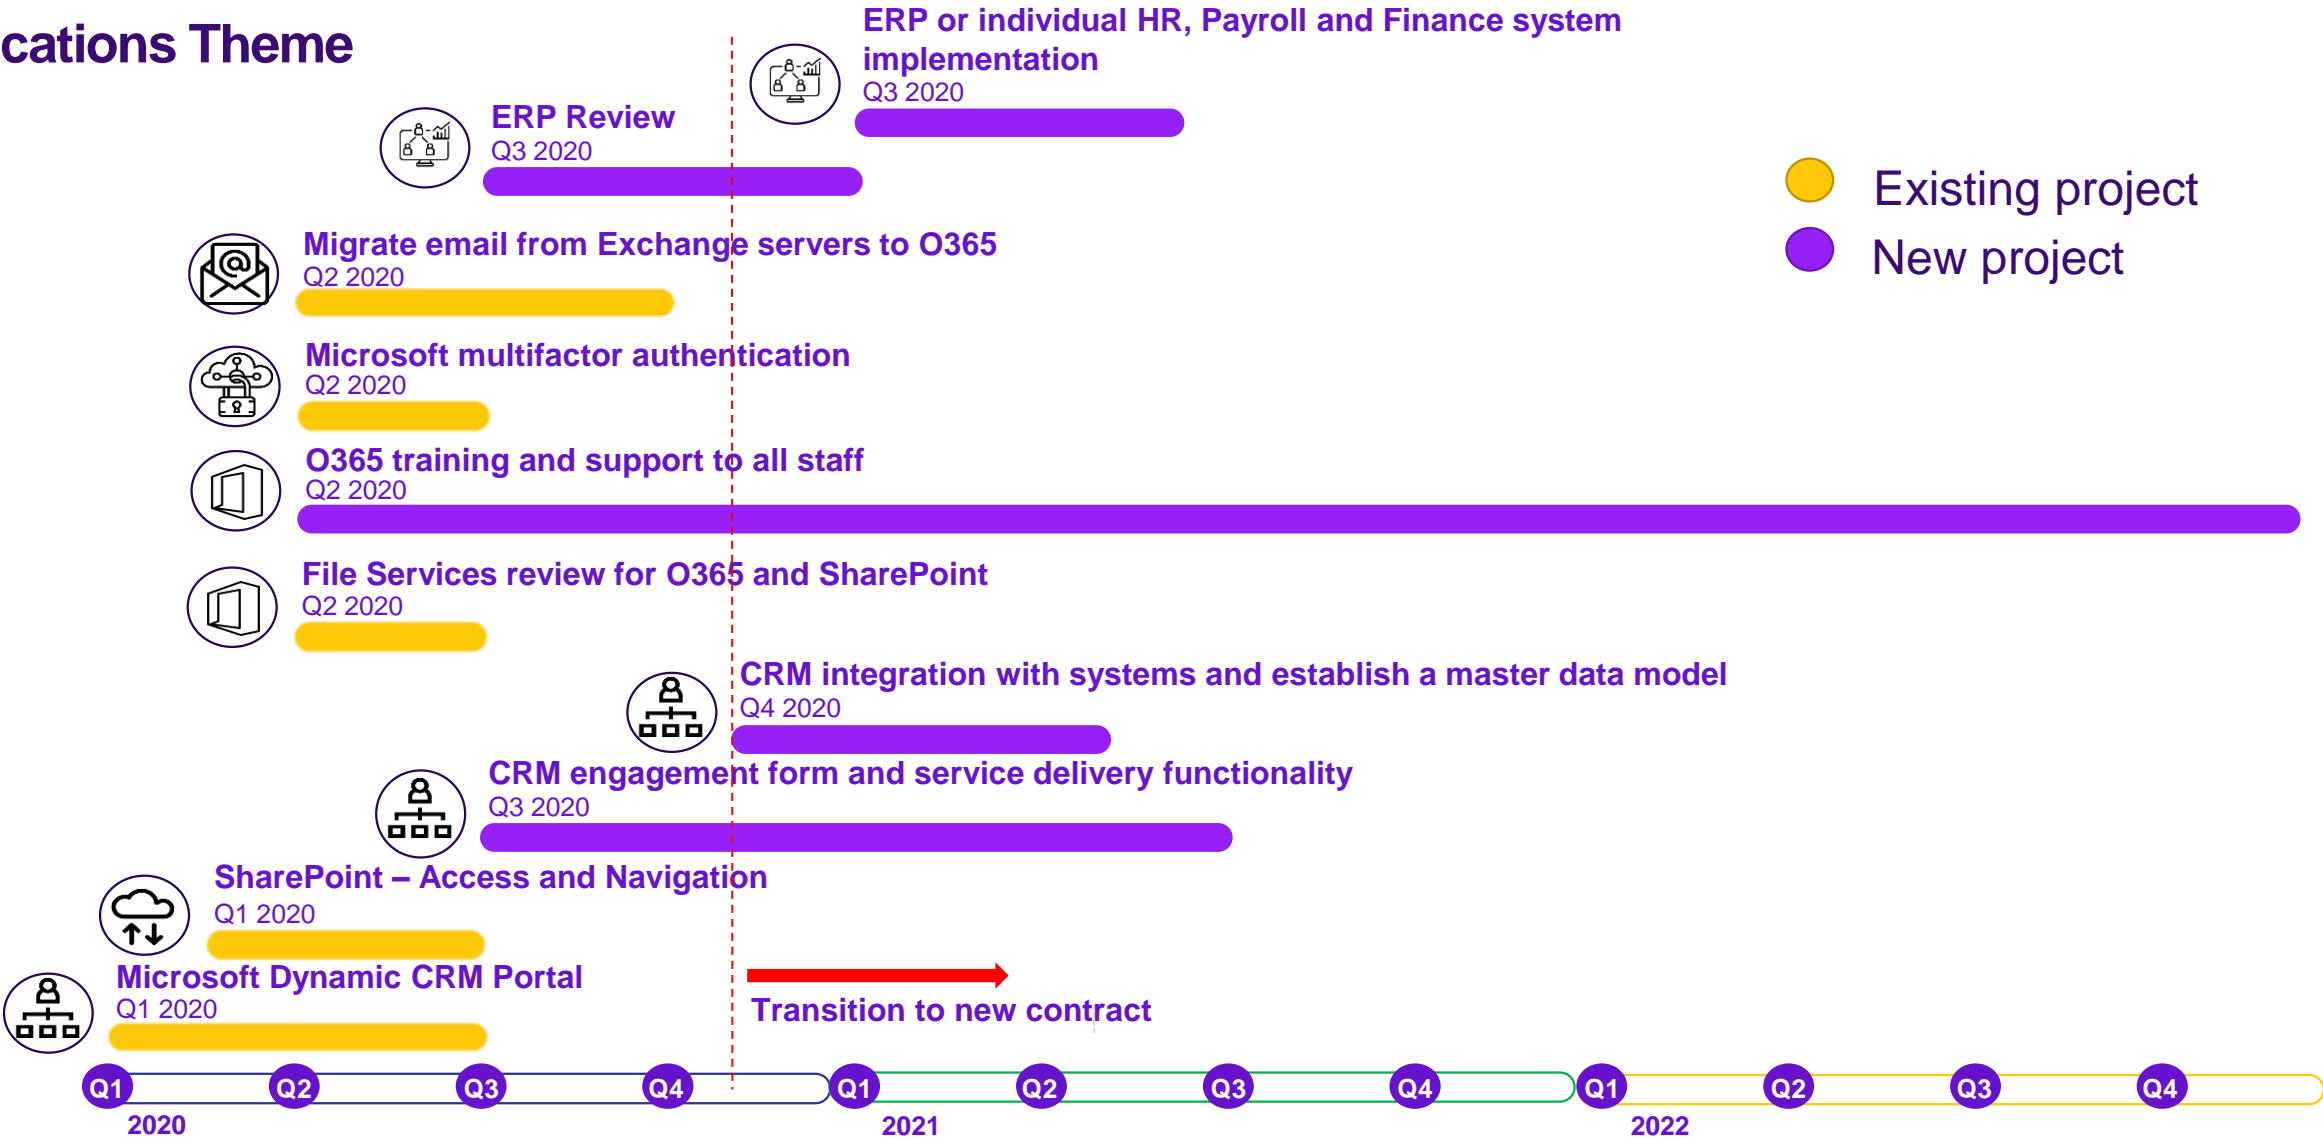 cations Theme
ERP or individual HR, Payroll and Finance system
implementation
Q3 2020
ERP Review
Q3 2020
Existing project
New project
Migrate email from Exchange servers to O365
Q2 2020
Microsoft multifactor authentication
Q2 2020
O365 training and support to all staff
Q2 2020
File Services review for O365 and SharePoint
Q2 2020
CRM integration with systems and establish a master data model
Q4 2020
CRM engagement form and service delivery functionality
Q3 2020
SharePoint – Access and Navigation
Q1 2020
Microsoft Dynamic CRM Portal
Q1 2020
Transition to new contract
Q1 Q2 Q3 Q4 Q1 Q2 Q3 Q4 Q1 Q2 Q3 Q4
2020 2021 2022